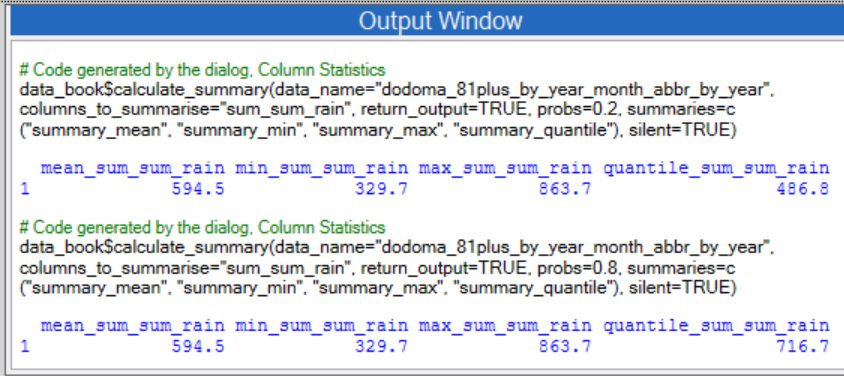 Output Window
# Code generated by the dialog, Column Statistics
data_book$calculate_summary(data_name="dodoma_81plus_by_year_month_abbr_by_year",
columns_to_summarise="sum_sum_rain", return_output=TRUE, probs=0.2, summaries=c
("summary_mean", "summary_min", "summary_max", "summary_quantile"), silent=TRUE)
mean_sum_sum_rain min_sum_sum_rain max_sum_sum_rain quantile_sum_sum_rain
1 594.5 329.7 863.7 486.8
# Code generated by the dialog, Column Statistics
data_book$calculate_summary(data_name="dodoma_81plus_by_year_month_abbr_by_year",
columns_to_summarise="sum_sum_rain", return_output=TRUE, probs=0.8, summaries=c
("summary_mean", "summary_min", "summary_max", "summary_quantile"), silent=TRUE)
mean_sum_sum_rain min_sum_sum_rain max_sum_sum_rain quantile_sum_sum_rain
1 594.5 329.7 863.7 716.7